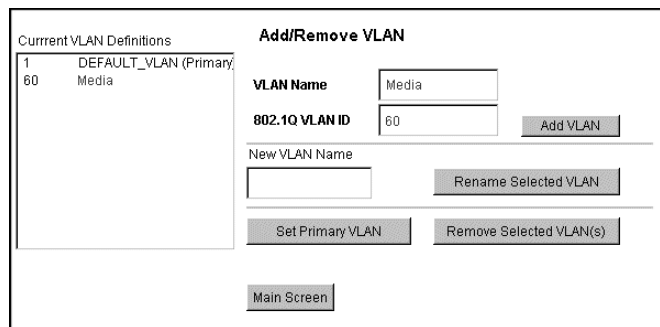 Add/Remove VLAN
Currrent VLAN Definitions
1 DEFAULT_VLAN (Primary)
60 Media
VLAN Name Media
802.1Q VLAN ID 60 Add VLAN
New VLAN Name
Rename Selected VLAN
Set Primary VLAN Remove Selected VLAN(s)
Main Screen